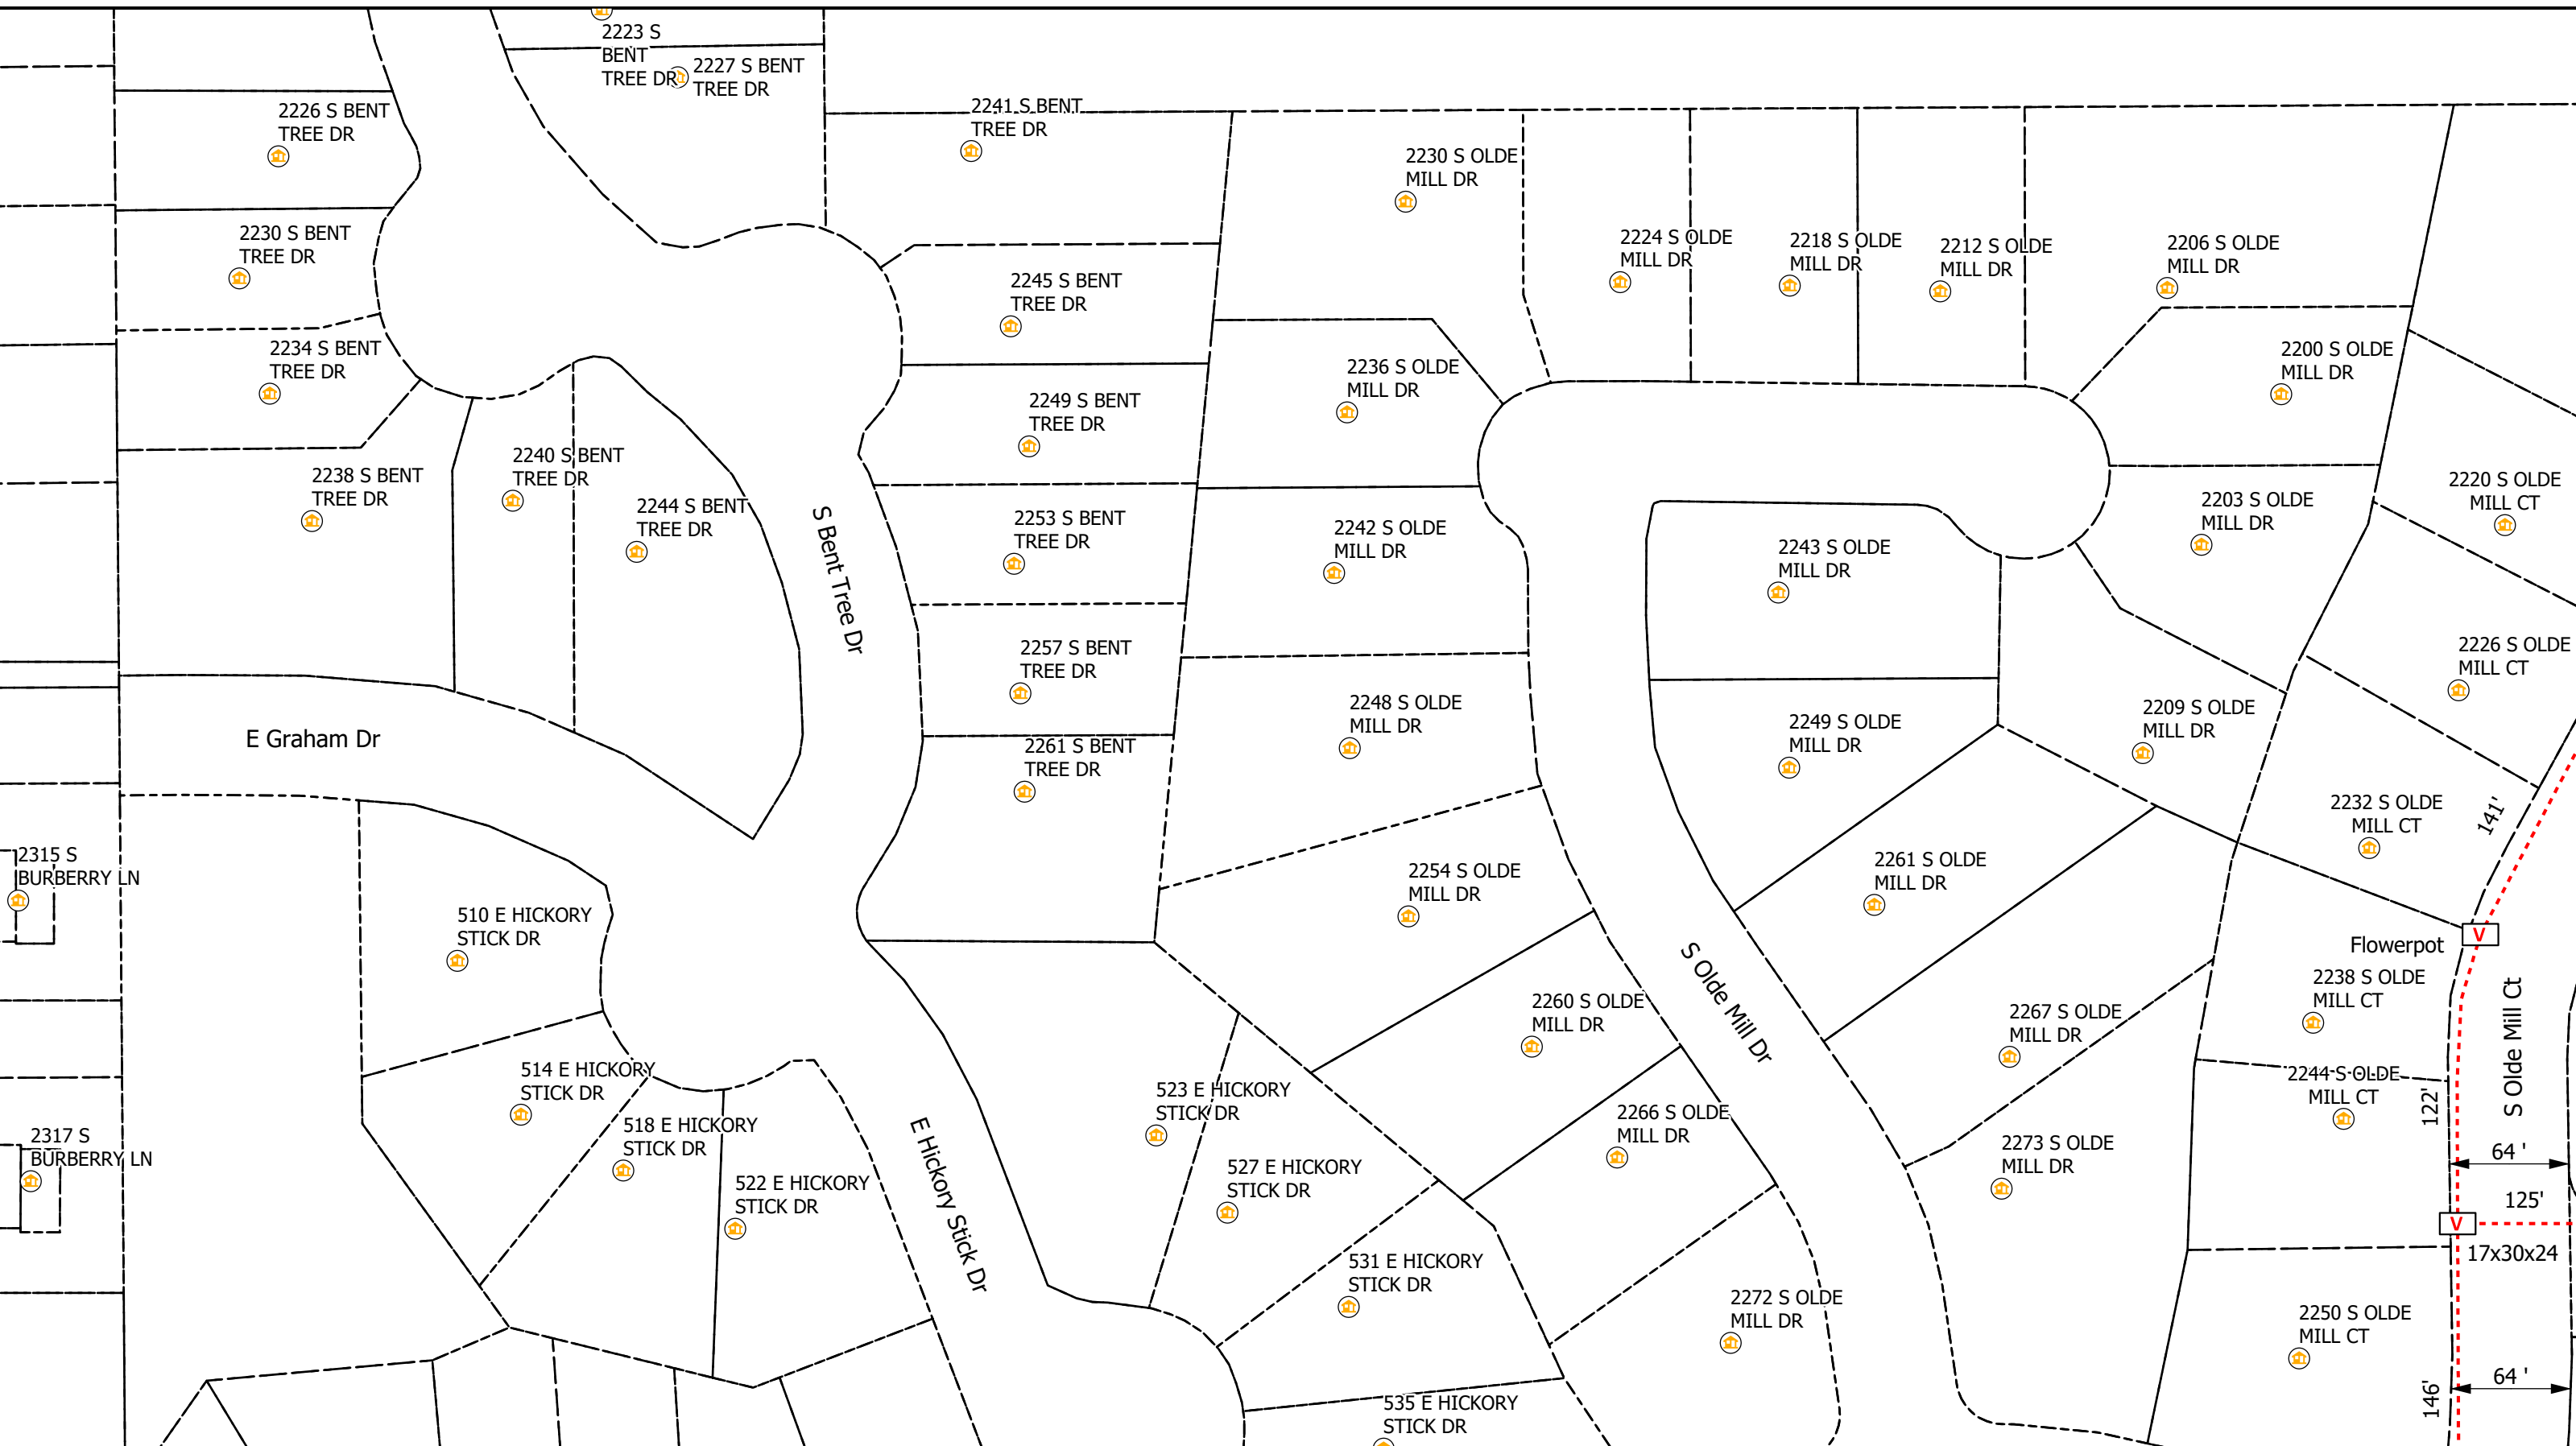 2223 S
BENT
TREE DR
2227 S BENT
TREE DR
2226 S BENT
TREE DR
2241 S BENT
TREE DR
2230 S OLDE
MILL DR
2230 S BENT
TREE DR
2224 S OLDE
MILL DR
2218 S OLDE
MILL DR
2212 S OLDE
MILL DR
2206 S OLDE
MILL DR
2245 S BENT
TREE DR
2234 S BENT
TREE DR
2236 S OLDE
MILL DR
2200 S OLDE
MILL DR
2249 S BENT
TREE DR
2240 S BENT
TREE DR
2238 S BENT
TREE DR
2244 S BENT
TREE DR
S Bent Tree Dr
2253 S BENT
TREE DR
2242 S OLDE
MILL DR
2243 S OLDE
MILL DR
2203 S OLDE
MILL DR
2220 S OLDE
MILL CT
2257 S BENT
TREE DR
2226 S OLDE
MILL CT
2248 S OLDE
MILL DR
2249 S OLDE
MILL DR
2209 S OLDE
MILL DR
E Graham Dr
2261 S BENT
TREE DR
2232 S OLDE
MILL CT
141'
2315 S
BURBERRY LN
2254 S OLDE
MILL DR
2261 S OLDE
MILL DR
510 E HICKORY
STICK DR
Flowerpot
V
2238 S OLDE
MILL CT
S Olde Mill Dr
S Olde Mill Ct
2260 S OLDE
MILL DR
2267 S OLDE
MILL DR
514 E HICKORY
STICK DR
523 E HICKORY
STICK DR
2244 S OLDE
MILL CT
122'
518 E HICKORY
STICK DR
2266 S OLDE
MILL DR
2317 S
BURBERRY LN
2273 S OLDE
MILL DR
64 '
522 E HICKORY
STICK DR
E Hickory Stick Dr
527 E HICKORY
STICK DR
125'
V
17x30x24
531 E HICKORY
STICK DR
2272 S OLDE
MILL DR
2250 S OLDE
MILL CT
64 '
146'
535 E HICKORY
STICK DR